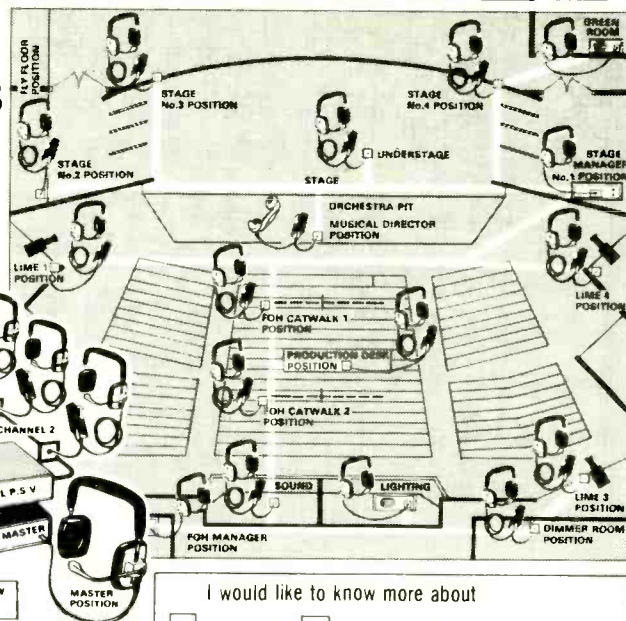 FLY FLOOR
POSITION
GREEN
ROOM
STAGE
No.3 POSITION
STAGE
No.4 POSITION
STAGE
No.2 POSITION
UNDERSTAGE
STAGE
MANAGER
No.1 POSITION
STAGE
ORCHESTRA PIT
MUSICAL DIRECTOR
POSITION
LIME 1
POSITION
LIME 4
POSITION
FOH CATWALK 1
POSITION
PRODUCTION DESK
POSITION
FOH CATWALK 2
POSITION
CHANNEL 2
SOUND
LIGHTING
L P.S V
LIME 3
POSITION
MASTER
FOH MANAGER
POSITION
DIMMER ROOM
POSITION
MASTER
POSITION
I would like to know more about